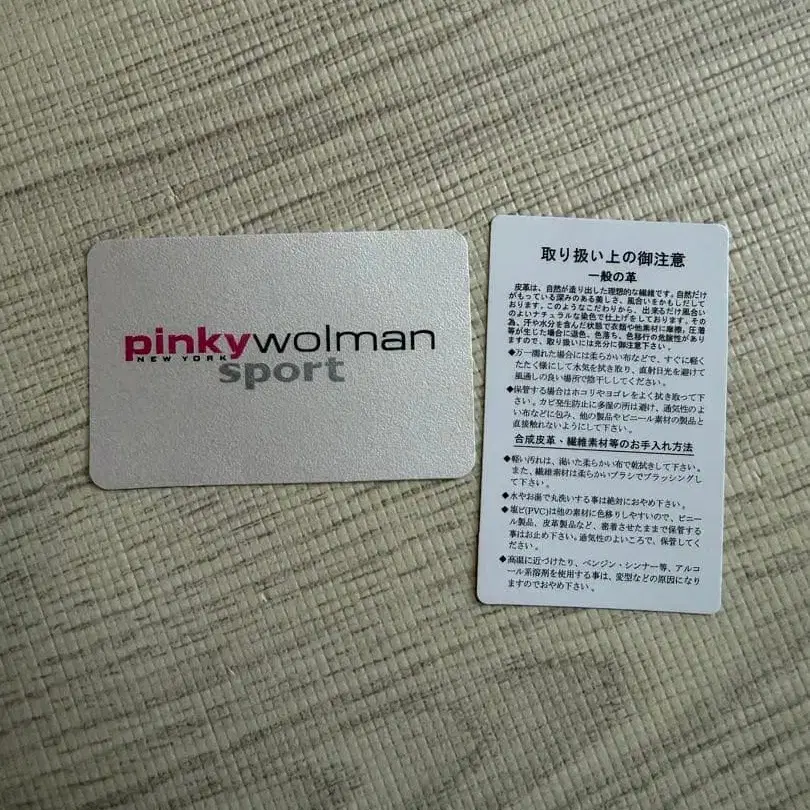 pinkywolman
NEW YORK
sport
取り扱い上の御注意
一般の革
皮革は、自然が造り出した理想的な繊維です。自然だけ
がもっている深みのある美しさ、風合いをかもしだして
おります。このようなこだわりから、出来るだけ風合い
のよいナチュラルな染色で仕上げをしております。その
為、汗や水分を含んだ状態で衣類や他素材に摩擦、圧着
等が生じた場合に退色、色落ち、色移行の危険性があり
ますので、取り扱いには充分に御注意下さい。
◆万一濡れた場合には柔らかい布などで、すぐに軽く
たたく様にして水気を拭き取り、直射日光を避けて
風通しの良い場所で陰干ししてください。
◆保管する場合はホコリやヨゴレをよく拭き取って下
さい。カビ発生防止に多湿の所は避け、通気性のよ
い布などに包み、他の製品やビニール素材の製品と
直接触れないようにして下さい。
合成皮革・繊維素材等のお手入れ方法
◆軽い汚れは、渇いた柔らかい布で乾拭きして下さい。
また、繊維素材は柔らかいブラシでブラッシングし
て下さい。
◆水やお湯で丸洗いする事は絶対におやめ下さい。
◆塩ビ(PVC)は他の素材に色移りしやすいので、ビニー
ル製品、皮革製品など、密着させたままで保管する
事はお止め下さい。通気性のよいころで、保管してく
ださい。
◆高温に近づけたり、ベンジン・シンナー等、アルコ
ール系溶剤を使用する事は、変型などの原因になり
ますのでおやめ下さい。